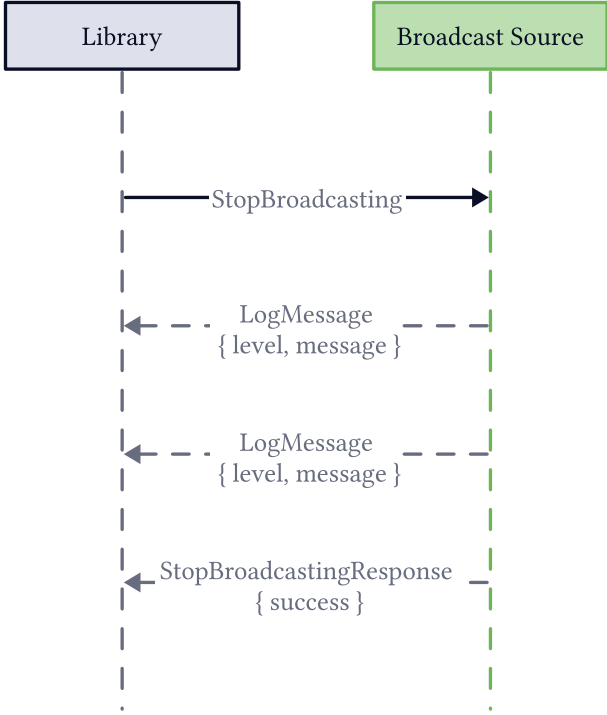 Library
Broadcast Source
StopBroadcasting
LogMessage
{ level, message }
LogMessage
{ level, message }
StopBroadcastingResponse
{ success }